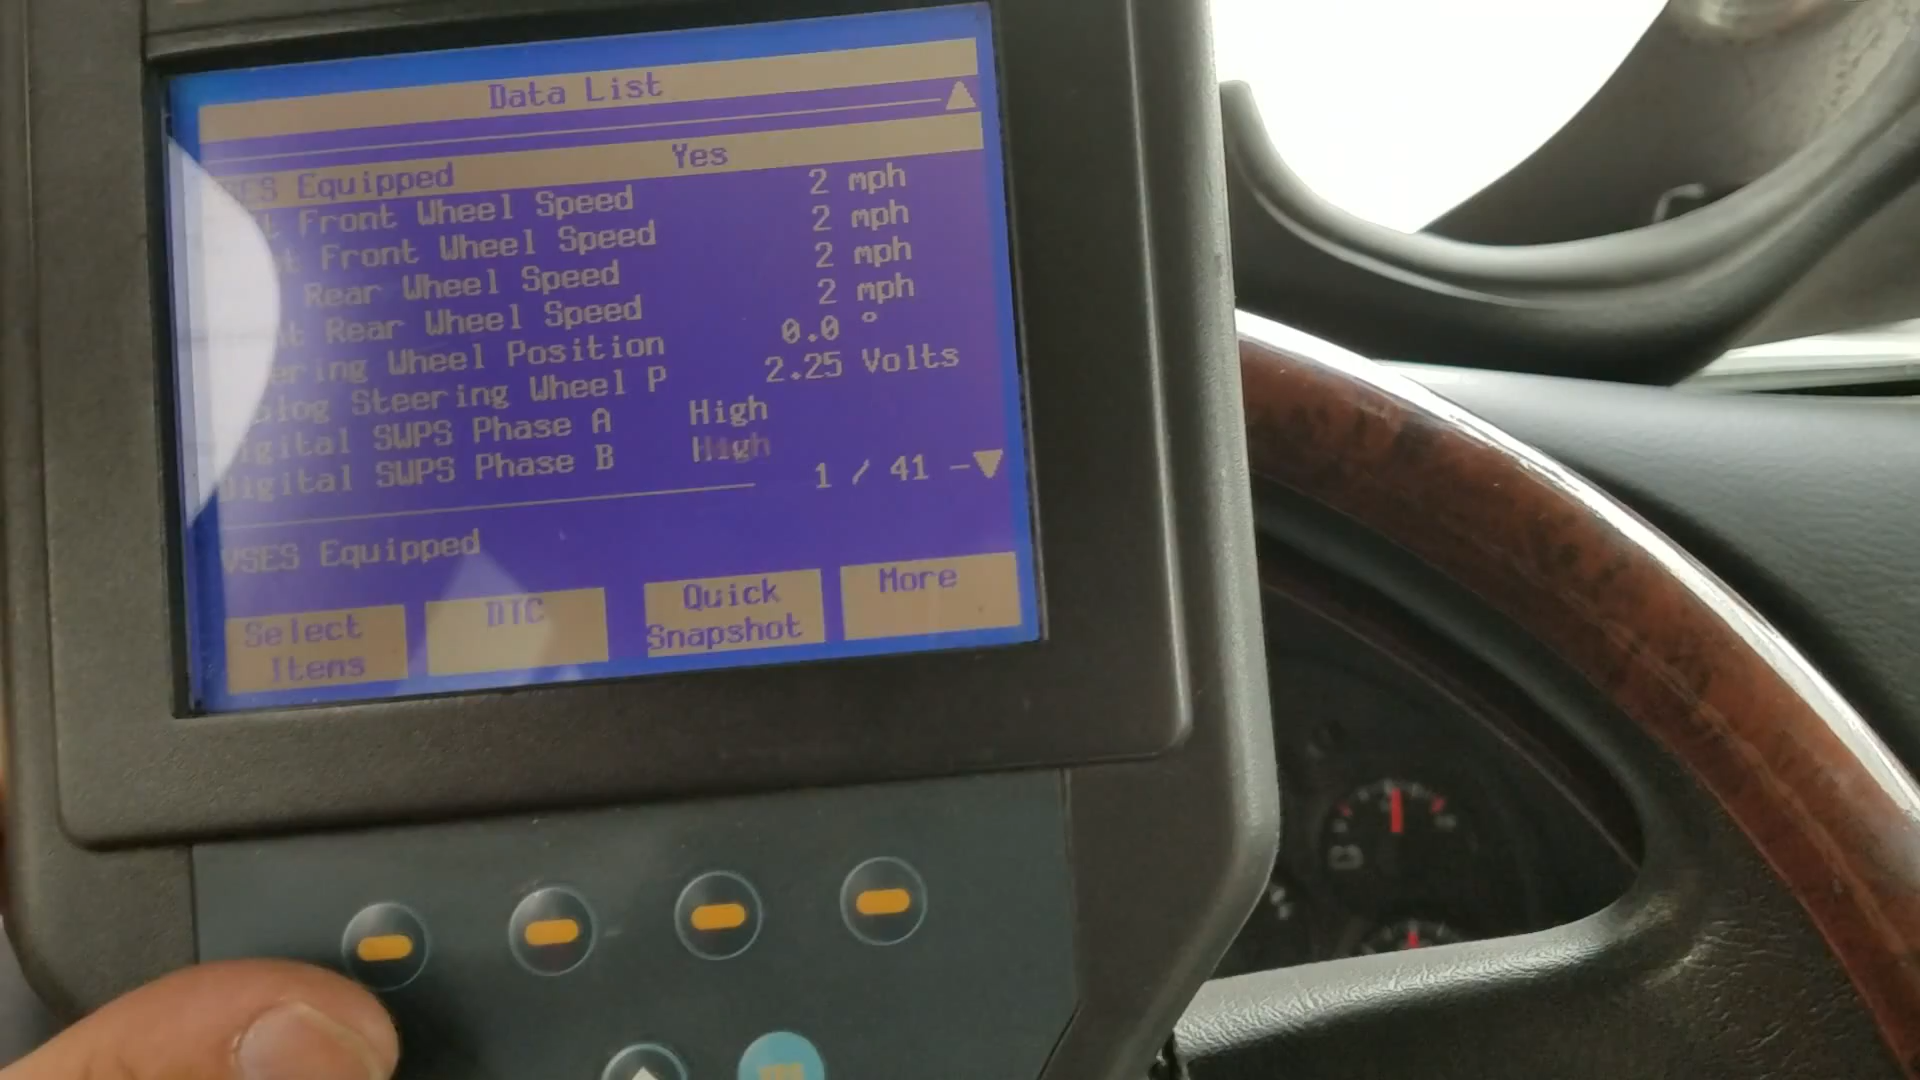 Data List
Equipped Yes
Front Wheel Speed 2 mph
Front Wheel Speed 2 mph
Rear Wheel Speed 2 mph
Rear Wheel Speed 2 mph
Wheel Position 0.0 °
Steering Wheel P 2.25 Volts
Digital SWPS Phase A High
Digital SWPS Phase B High
1 / 41
VSES Equipped
Select
Items
DTC
Quick
Snapshot
More